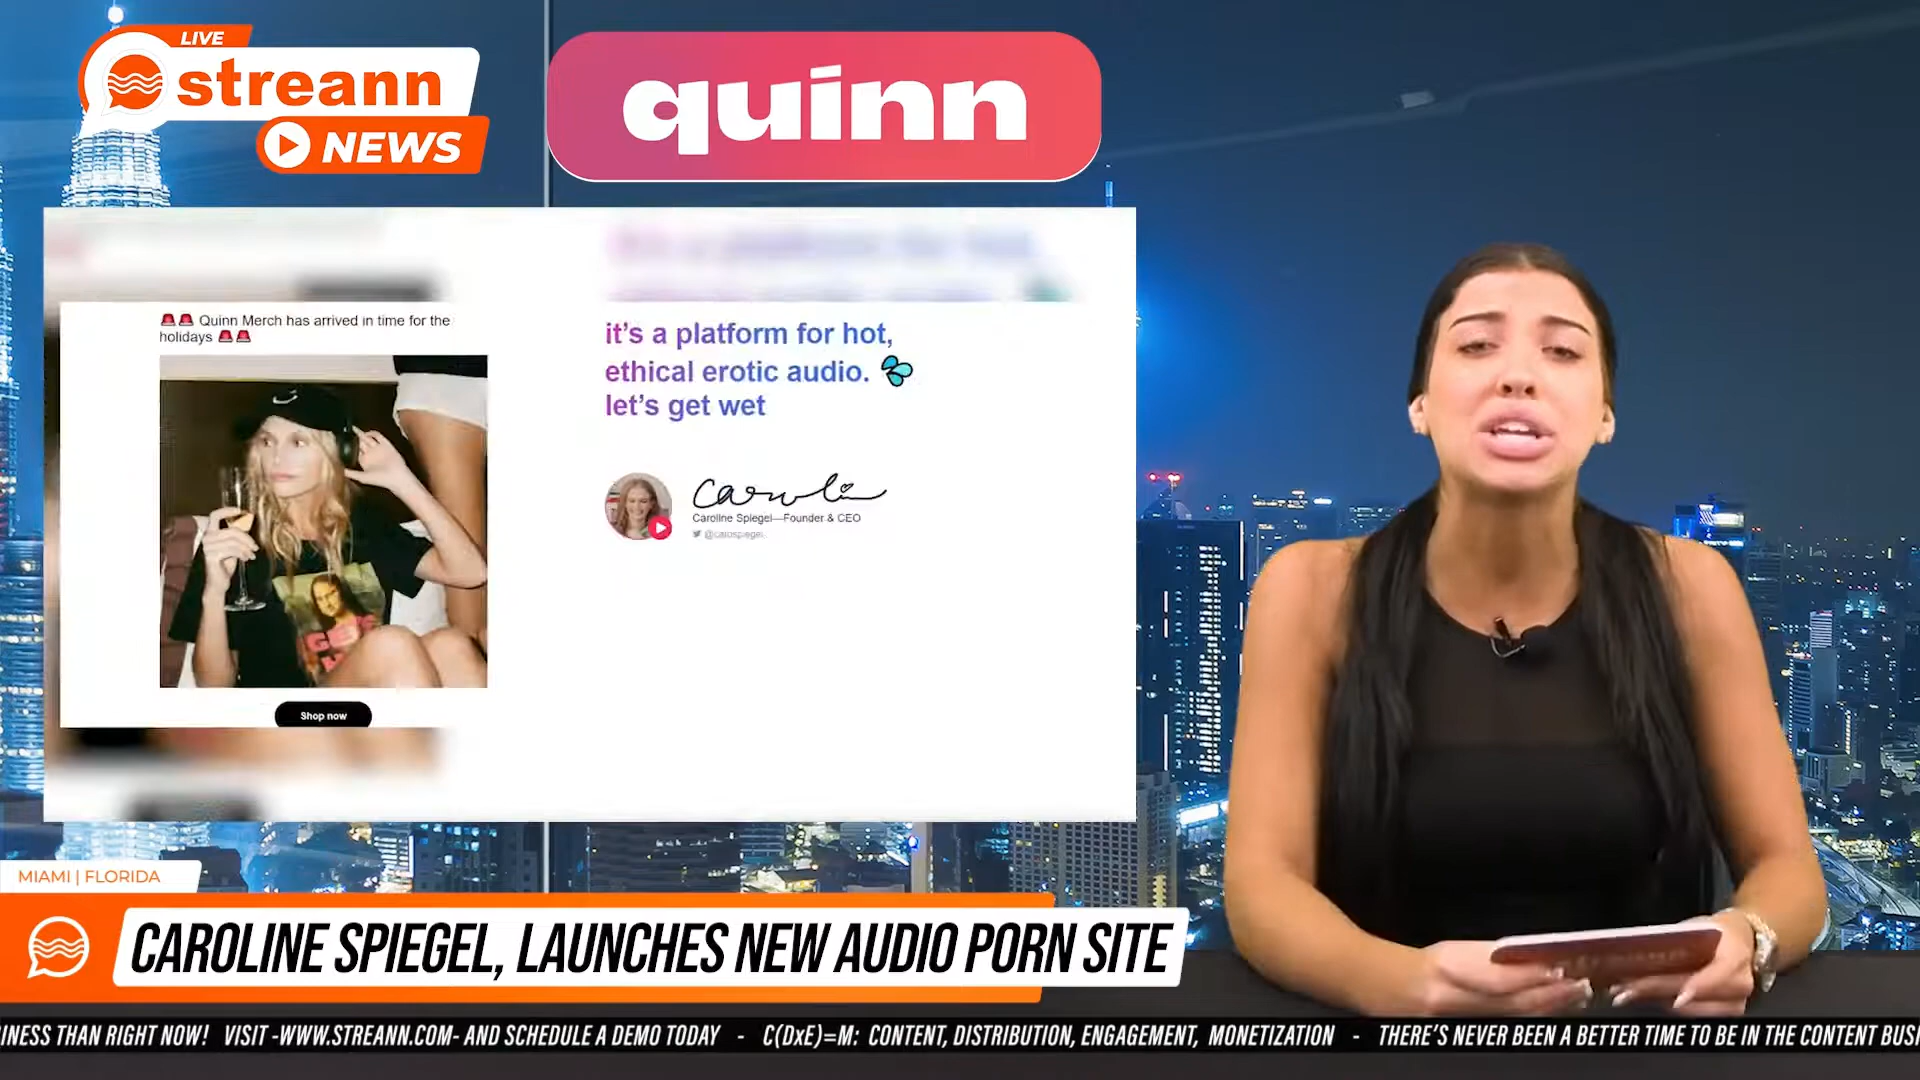 LIVE
streann
NEWS
quinn
🚨🚨 Quinn Merch has arrived in time for the
holidays 🚨🚨
Shop now
it's a platform for hot,
ethical erotic audio. 💦
let's get wet
Caroline Spiegel—Founder & CEO
@carospiegel
MIAMI | FLORIDA
CAROLINE SPIEGEL, LAUNCHES NEW AUDIO PORN SITE
INESS THAN RIGHT NOW! VISIT -WWW.STREANN.COM- AND SCHEDULE A DEMO TODAY - C(DxE)=M: CONTENT, DISTRIBUTION, ENGAGEMENT, MONETIZATION - THERE'S NEVER BEEN A BETTER TIME TO BE IN THE CONTENT BUSI